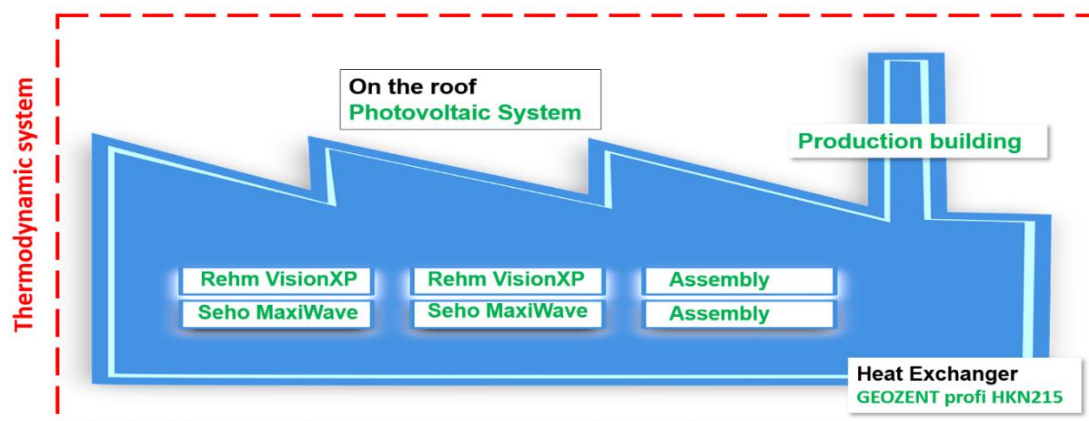 Thermodynamic system
On the roof
Photovoltaic System
Production building
Rehm VisionXP
Rehm VisionXP
Assembly
Seho MaxiWave
Seho MaxiWave
Assembly
Heat Exchanger
GEOZENT profi HKN215